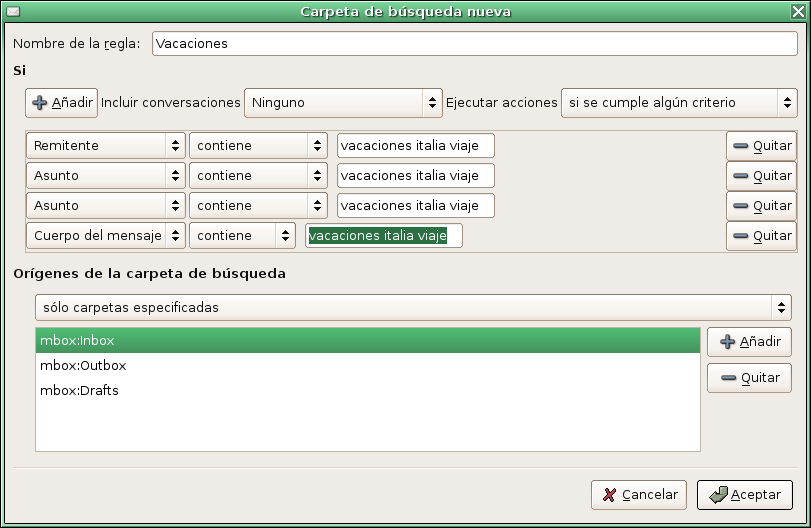 Carpeta de búsqueda nueva
Nombre de la regla: Vacaciones
Si
Añadir Incluir conversaciones Ninguno Ejecutar acciones si se cumple algún criterio
Remitente contiene vacaciones italia viaje Quitar
Asunto contiene vacaciones italia viaje Quitar
Asunto contiene vacaciones italia viaje Quitar
Cuerpo del mensaje contiene vacaciones italia viaje Quitar
Orígenes de la carpeta de búsqueda
sólo carpetas especificadas
mbox:Inbox Añadir
mbox:Outbox
Quitar
mbox:Drafts
Cancelar Aceptar